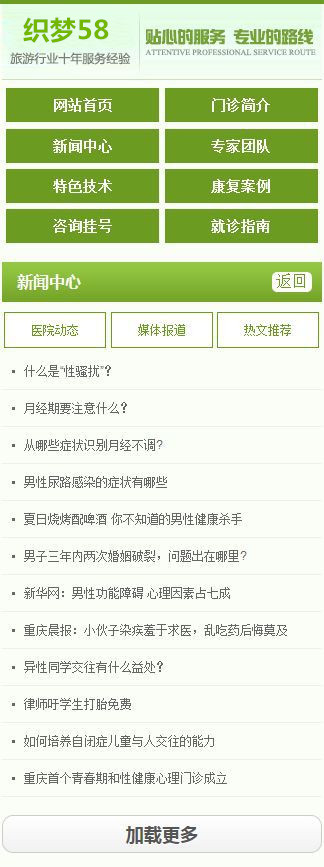 织梦58
旅游行业十年服务经验
贴心的服务 专业的路线
ATTENTIVE PROFESSIONAL SERVICE ROUTE
网站首页 门诊简介
新闻中心 专家团队
特色技术 康复案例
咨询挂号 就诊指南
新闻中心 返回
医院动态 媒体报道 热文推荐
什么是“性骚扰”?
月经期要注意什么?
从哪些症状识别月经不调?
男性尿路感染的症状有哪些
夏日烧烤配啤酒 你不知道的男性健康杀手
男子三年内两次婚姻破裂，问题出在哪里?
新华网：男性功能障碍 心理因素占七成
重庆晨报：小伙子染疾羞于求医，乱吃药后悔莫及
异性同学交往有什么益处?
律师吁学生打胎免费
如何培养自闭症儿童与人交往的能力
重庆首个青春期和性健康心理门诊成立
加载更多